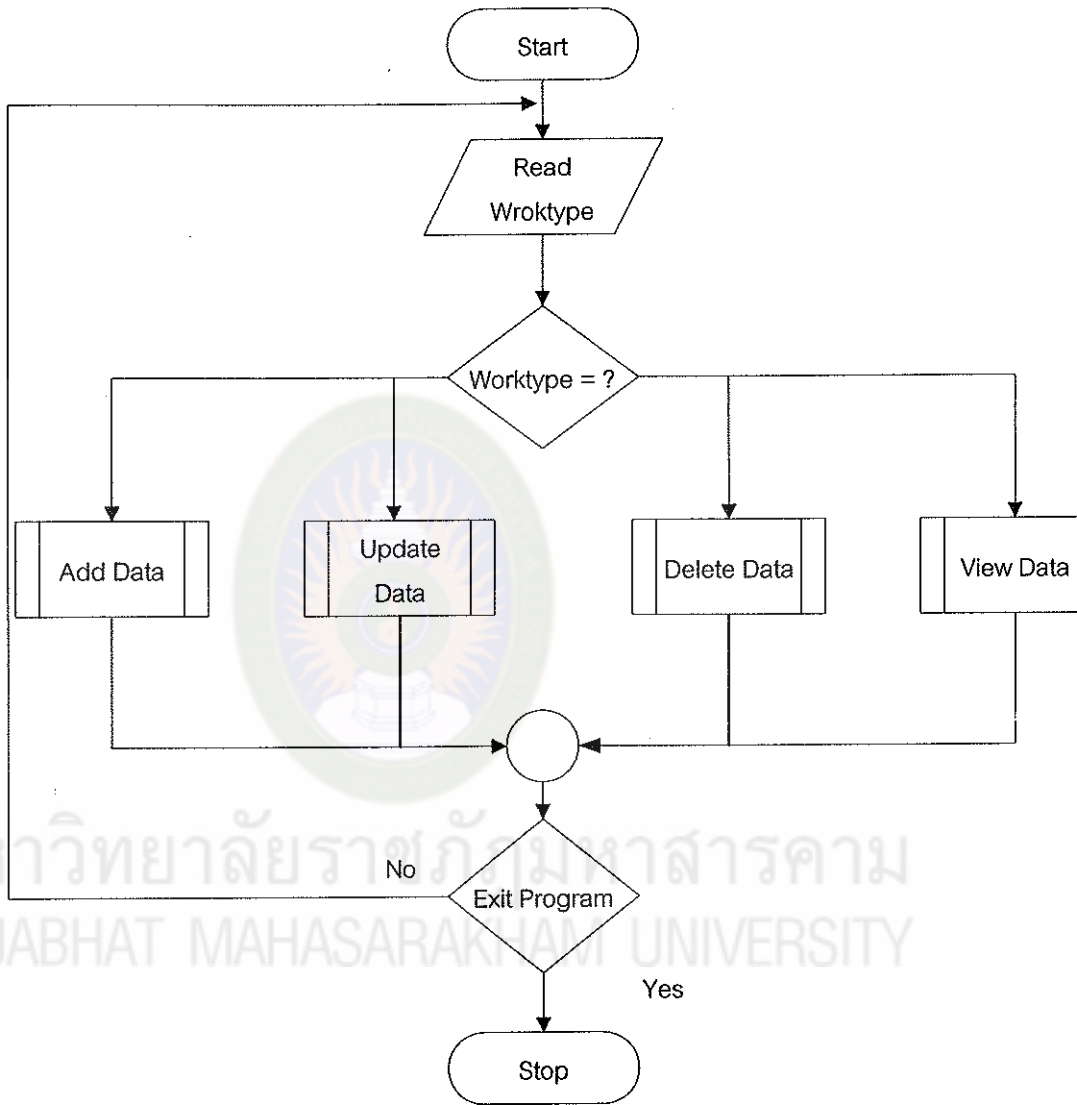 Start
Read
Wroktype
Worktype = ?
Add Data
Update
Data
Delete Data
View Data
าวิทยาลัยราชภัฏมหาสารคาม
No
Exit Program
JABHAT MAHASARAKHAM UNIVERSITY
Yes
Stop